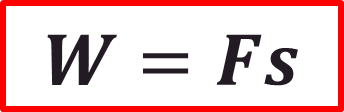 W = Fs